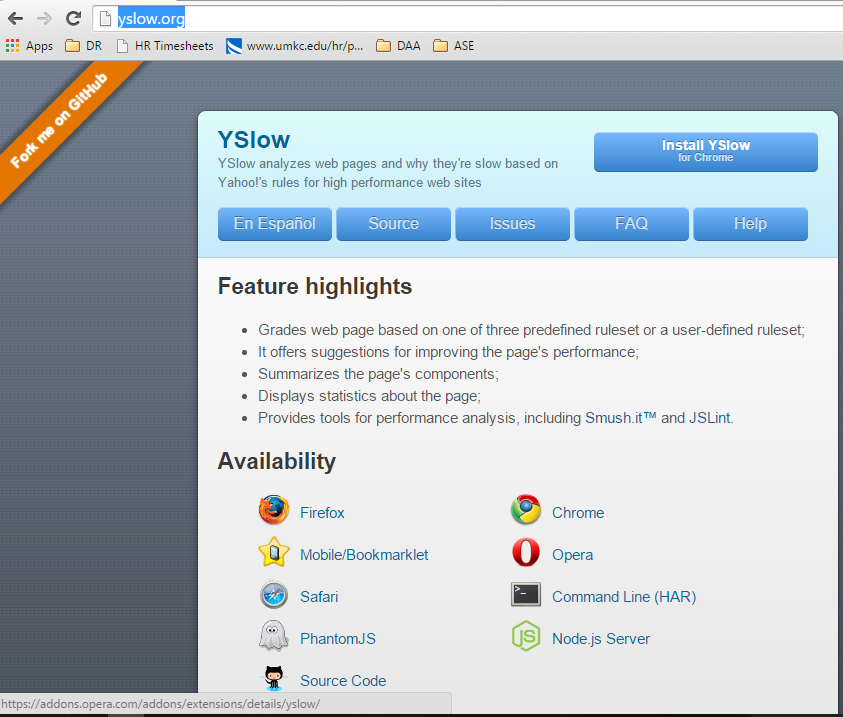 yslow.org
Apps DR HR Timesheets www.umkc.edu/hr/p... DAA ASE
Fork me on GitHub
YSlow
YSlow analyzes web pages and why they're slow based on
Yahoo!'s rules for high performance web sites
Install YSlow
for Chrome
En Español Source Issues FAQ Help
Feature highlights
Grades web page based on one of three predefined ruleset or a user-defined ruleset;
It offers suggestions for improving the page's performance;
Summarizes the page's components;
Displays statistics about the page;
Provides tools for performance analysis, including Smush.it™ and JSLint.
Availability
Firefox Chrome
Mobile/Bookmarklet Opera
Safari >_ Command Line (HAR)
PhantomJS JS Node.js Server
Source Code
https://addons.opera.com/addons/extensions/details/yslow/